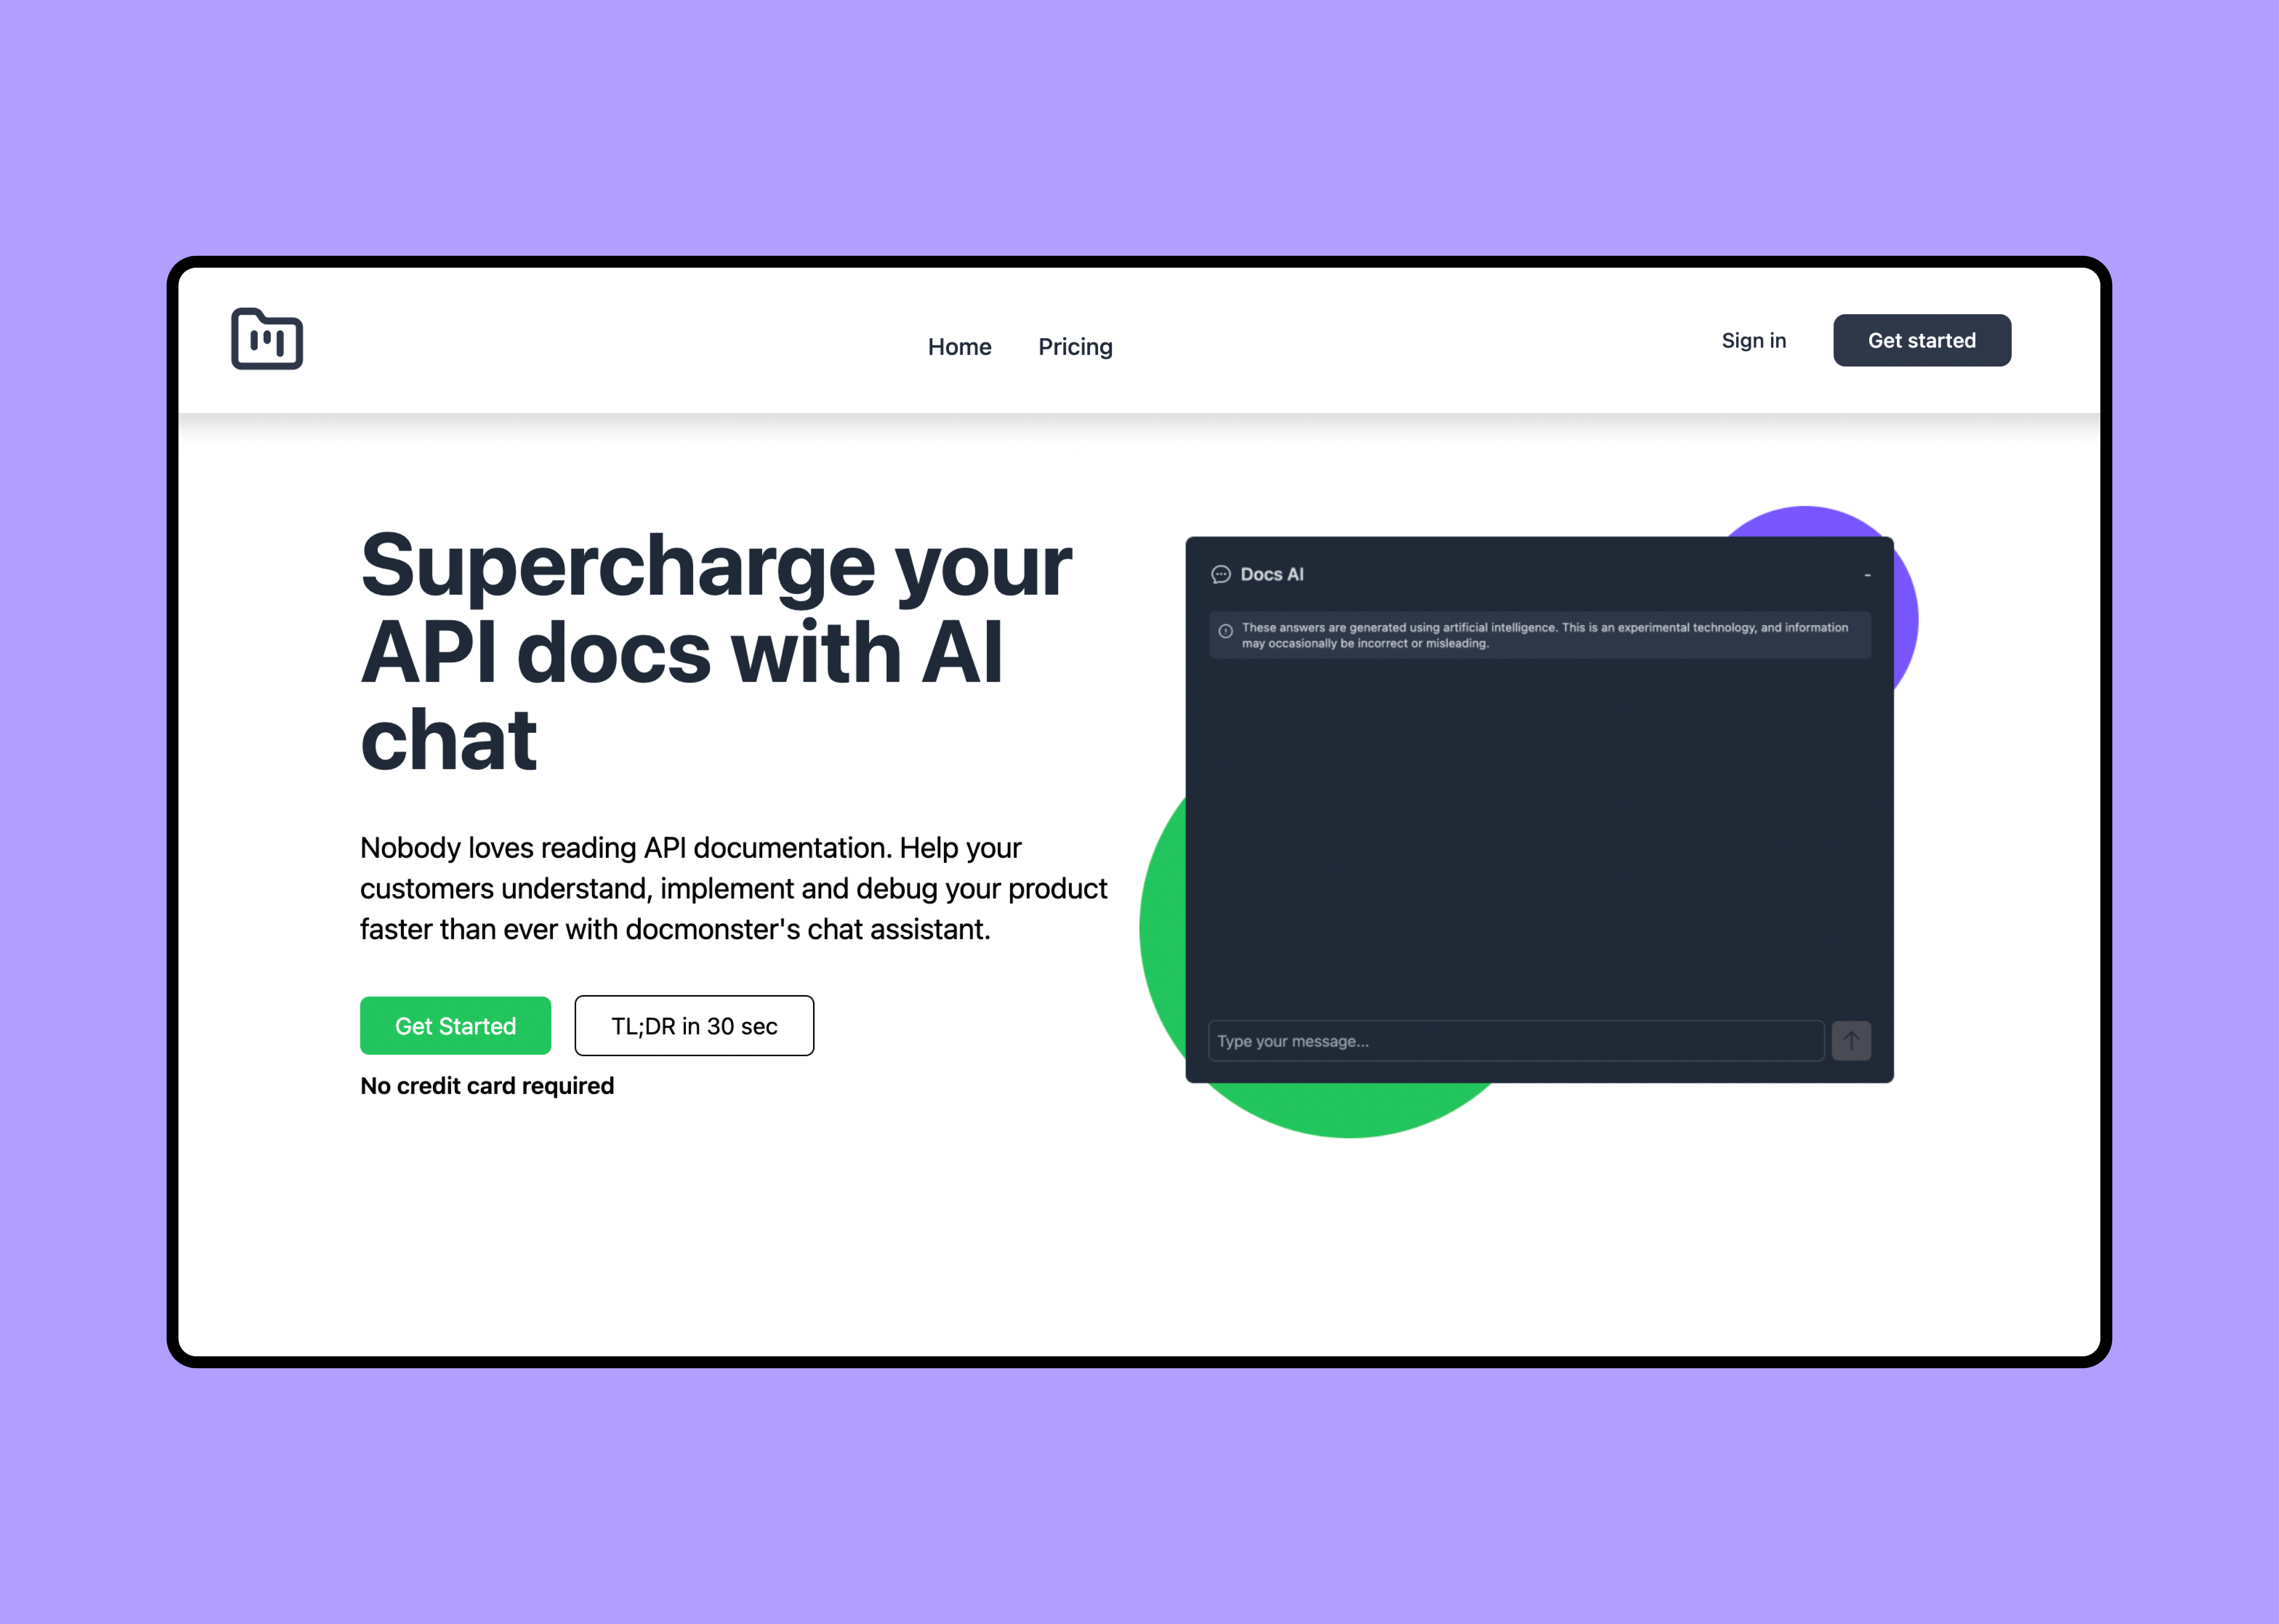 Home Pricing
Sign in Get started
Supercharge your
API docs with AI
chat
Nobody loves reading API documentation. Help your
customers understand, implement and debug your product
faster than ever with docmonster's chat assistant.
Get Started TL;DR in 30 sec
No credit card required
Docs AI -
These answers are generated using artificial intelligence. This is an experimental technology, and information
may occasionally be incorrect or misleading.
Type your message...